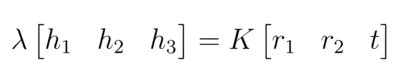 λ [h₁ h₂ h₃] = K [r₁ r₂ t]